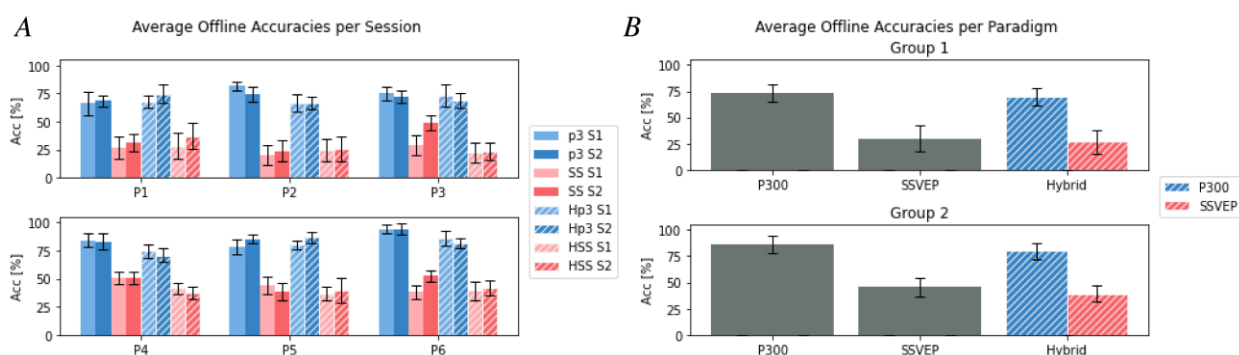 A
Average Offline Accuracies per Session
100
75
50
25
0
Acc [%]
P1 P2 P3
100
75
50
25
0
Acc [%]
P4 P5 P6
p3 S1
p3 S2
SS S1
SS S2
Hp3 S1
Hp3 S2
HSS S1
HSS S2
B
Average Offline Accuracies per Paradigm
Group 1
100
75
50
25
0
Acc [%]
P300 SSVEP Hybrid
Group 2
100
75
50
25
0
Acc [%]
P300 SSVEP Hybrid
P300
SSVEP